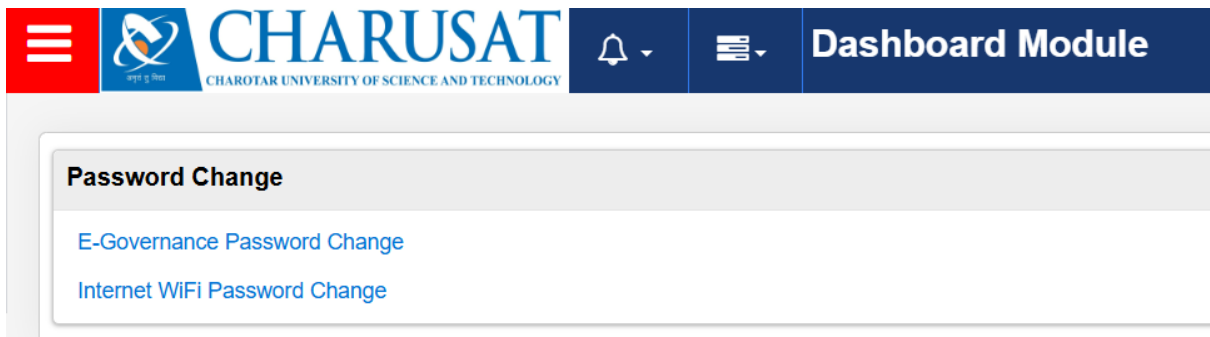 CHARUSAT
CHAROTAR UNIVERSITY OF SCIENCE AND TECHNOLOGY
Dashboard Module
Password Change
E-Governance Password Change
Internet WiFi Password Change